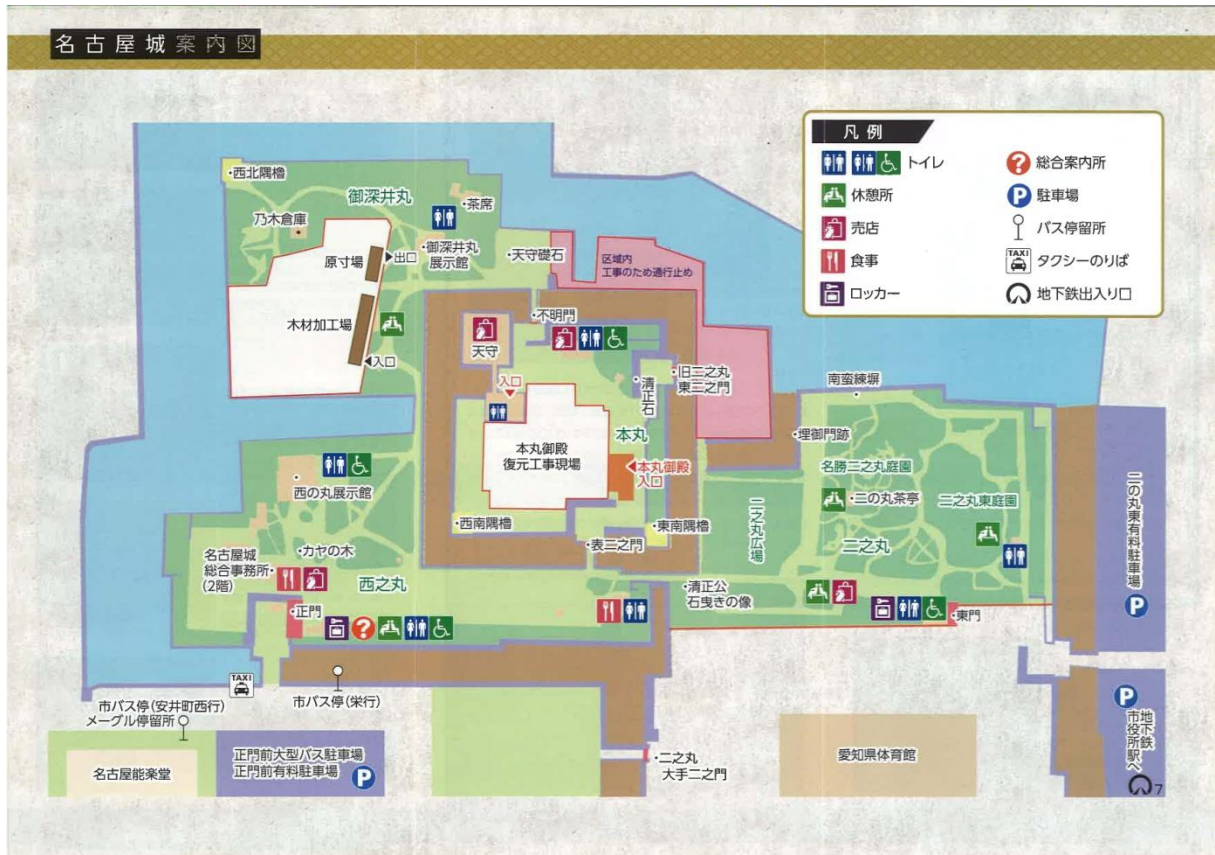 名古屋城案内図
凡例
トイレ
休憩所
売店
食事
ロッカー
?
総合案内所
P
駐車場
バス停留所
TAXI
タクシーのりば
地下鉄出入り口
・西北隅櫓
御深井丸
・茶席
乃木倉庫
原寸場
出口
・御深井丸
展示館
・天守礎石
区域内
工事のため通行止め
木材加工場
入口
・不明門
天守
入口
清正石
・旧二之丸
東二之門
本丸御殿
復元工事現場
本丸
本丸御殿
入口
南蛮練塀
・埋御門跡
名勝二之丸庭園
・二の丸茶亭
二之丸東庭園
二之丸広場
二之丸
二の丸東有料駐車場
P
西の丸展示館
・西南隅櫓
・東南隅櫓
・表二之門
名古屋城
総合事務所・
(2階)
・カヤの木
西之丸
・正門
?
・清正公
石曳きの像
・東門
TAXI
市バス停(安井町西行)
メーグル停留所
市バス停(栄行)
名古屋能楽堂
正門前大型バス駐車場
正門前有料駐車場
P
・二之丸
大手二之門
愛知県体育館
P
地下鉄
市役所駅へ
7